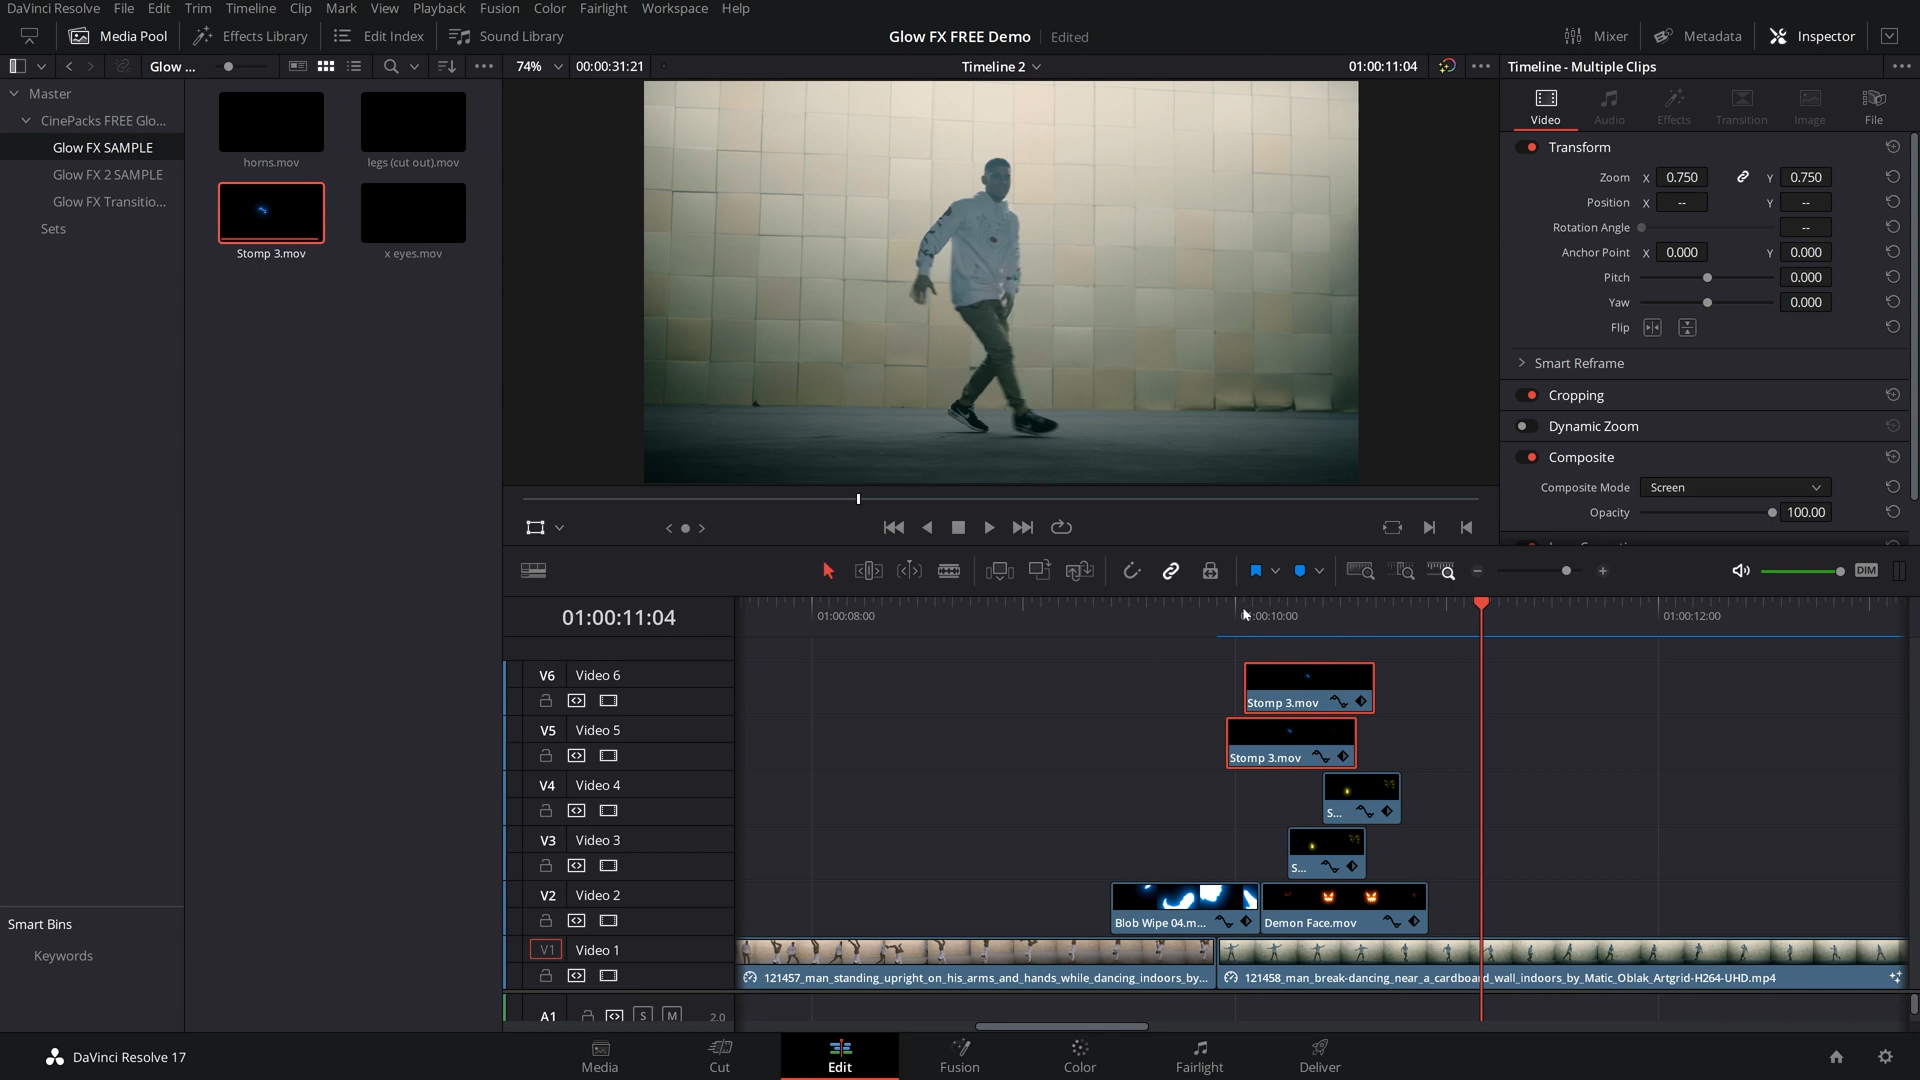 DaVinci Resolve File Edit Trim Timeline Clip Mark View Playback Fusion Color Fairlight Workspace Help
Media Pool Effects Library Edit Index Sound Library Glow FX FREE Demo Edited Mixer Metadata Inspector
Glow ... 74% 00:00:31:21 Timeline 2 01:00:11:04 Timeline - Multiple Clips
Master
CinePacks FREE Glo...
Glow FX SAMPLE
Glow FX 2 SAMPLE
Glow FX Transitio...
Sets
horns.mov legs (cut out).mov
Stomp 3.mov x eyes.mov
Video Audio Effects Transition Image File
Transform
Zoom X 0.750 Y 0.750
Position X -- Y --
Rotation Angle --
Anchor Point X 0.000 Y 0.000
Pitch 0.000
Yaw 0.000
Flip
Smart Reframe
Cropping
Dynamic Zoom
Composite
Composite Mode Screen
Opacity 100.00
DIM
01:00:11:04 01:00:08:00 :00:10:00 01:00:12:00
V6 Video 6
Stomp 3.mov
V5 Video 5
Stomp 3.mov
V4 Video 4
S...
V3 Video 3
S...
V2 Video 2
Blob Wipe 04.m... Demon Face.mov
V1 Video 1
121457_man_standing_upright_on_his_arms_and_hands_while_dancing_indoors_by... 121458_man_break-dancing_near_a_cardboard_wall_indoors_by_Matic_Oblak_Artgrid-H264-UHD.mp4
A1 S M 2.0
Smart Bins
Keywords
DaVinci Resolve 17 Media Cut Edit Fusion Color Fairlight Deliver